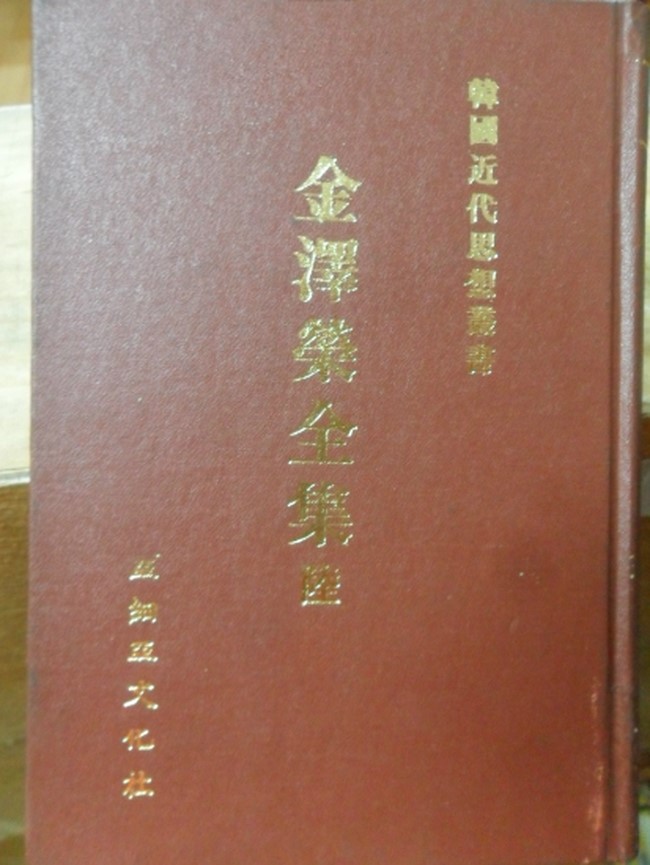 韓國近代思想叢書
金澤榮全集 陸
亞細亞文化社